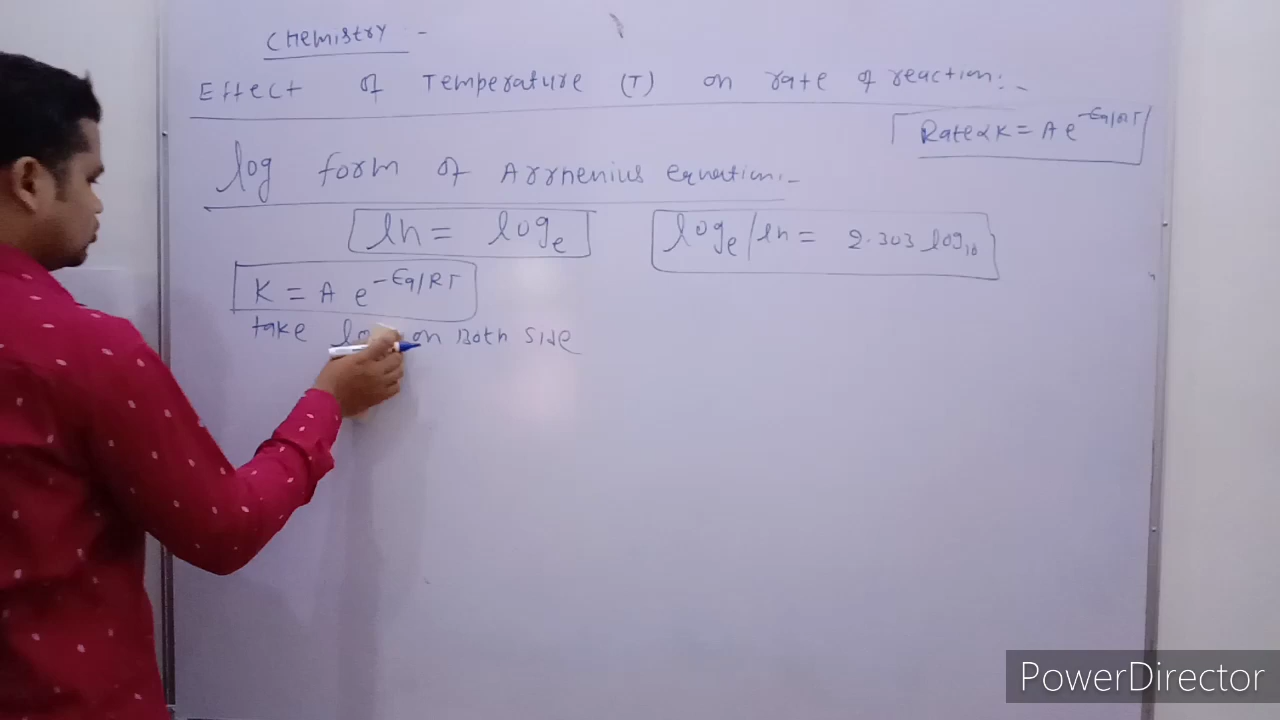 Chemistry -
Effect of Temperature (T) on rate of reaction:-
Rate ∝ K = A e^-Ea/RT
log form of Arrhenius equation:-
ln = log_e
log_e / ln = 2.303 log_10
K = A e^-Ea/RT
take on Both Side
PowerDirector